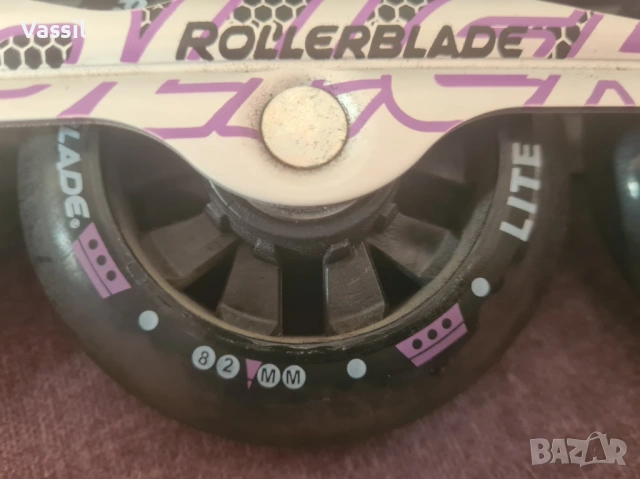 Vassil
ROLLERBLADE
BLADE®
LITE
82 MM
BAZAR